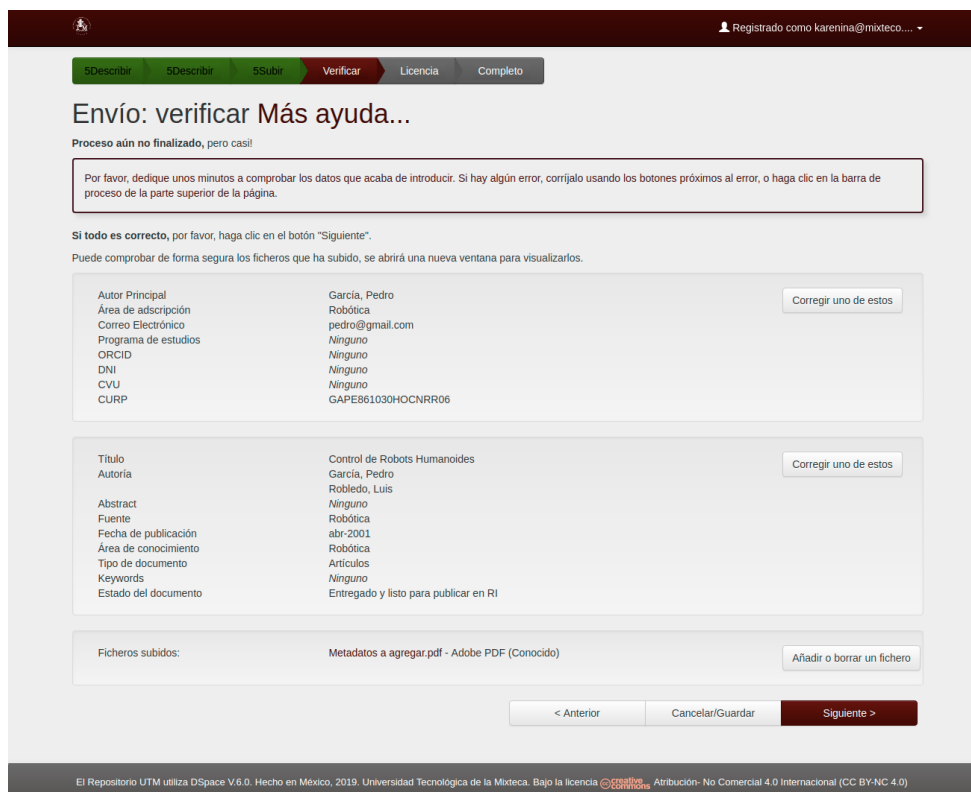 Registrado como karenina@mixteco....
5Describir 5Describir 5Subir Verificar Licencia Completo
Envío: verificar Más ayuda...
Proceso aún no finalizado, pero casi!
Por favor, dedique unos minutos a comprobar los datos que acaba de introducir. Si hay algún error, corríjalo usando los botones próximos al error, o haga clic en la barra de
proceso de la parte superior de la página.
Si todo es correcto, por favor, haga clic en el botón "Siguiente".
Puede comprobar de forma segura los ficheros que ha subido, se abrirá una nueva ventana para visualizarlos.
Autor Principal García, Pedro Corregir uno de estos
Área de adscripción Robótica
Correo Electrónico pedro@gmail.com
Programa de estudios Ninguno
ORCID Ninguno
DNI Ninguno
CVU Ninguno
CURP GAPE861030HOCNRR06
Título Control de Robots Humanoides Corregir uno de estos
Autoría García, Pedro
Robledo, Luis
Abstract Ninguno
Fuente Robótica
Fecha de publicación abr-2001
Área de conocimiento Robótica
Tipo de documento Artículos
Keywords Ninguno
Estado del documento Entregado y listo para publicar en RI
Ficheros subidos: Metadatos a agregar.pdf - Adobe PDF (Conocido) Añadir o borrar un fichero
< Anterior Cancelar/Guardar Siguiente >
El Repositorio UTM utiliza DSpace V.6.0. Hecho en México, 2019. Universidad Tecnológica de la Mixteca. Bajo la licencia creative commons Atribución- No Comercial 4.0 Internacional (CC BY-NC 4.0)